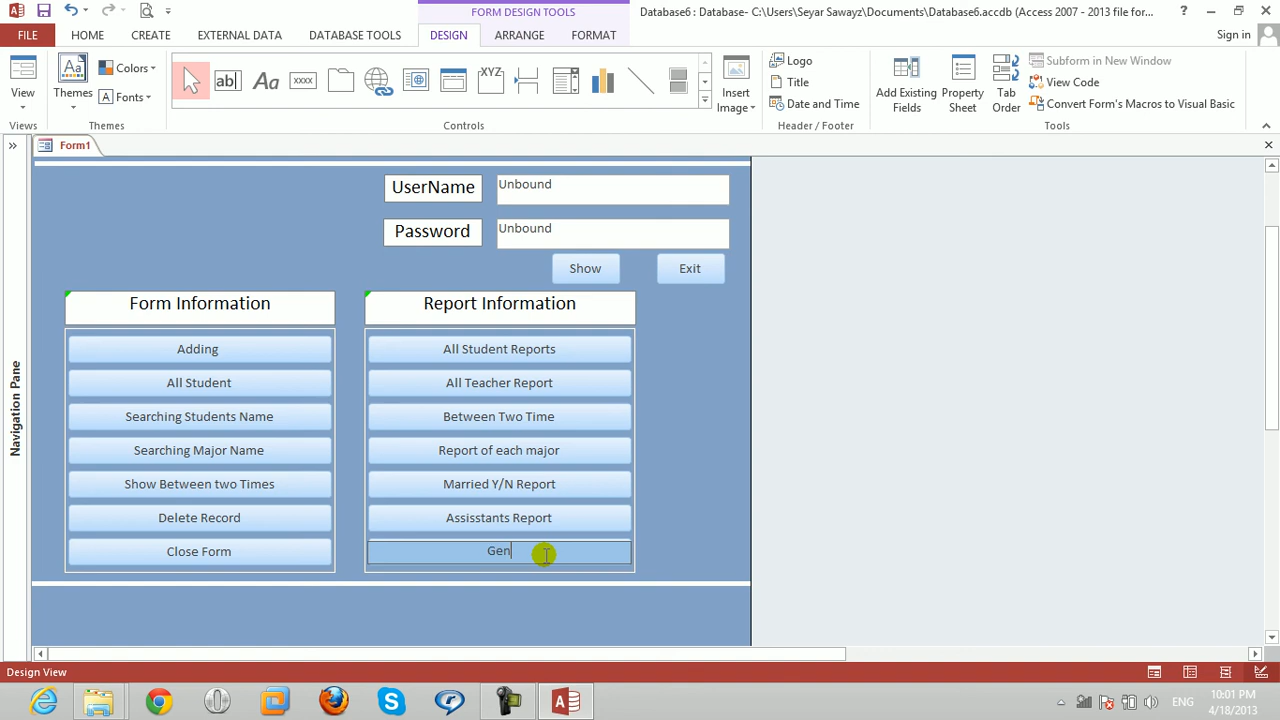 FORM DESIGN TOOLS
Database6 : Database- C:\Users\Seyar Sawayz\Documents\Database6.accdb (Access 2007 - 2013 file for...
FILE HOME CREATE EXTERNAL DATA DATABASE TOOLS DESIGN ARRANGE FORMAT
Sign in
View
Views
Themes
Colors
Fonts
Themes
ab|
Aa
xxxx
XYZ
Controls
Insert Image
Logo
Title
Date and Time
Header / Footer
Add Existing Fields
Property Sheet
Tab Order
Subform in New Window
View Code
Convert Form's Macros to Visual Basic
Tools
Form1
Navigation Pane
UserName
Unbound
Password
Unbound
Show
Exit
Form Information
Adding
All Student
Searching Students Name
Searching Major Name
Show Between two Times
Delete Record
Close Form
Report Information
All Student Reports
All Teacher Report
Between Two Time
Report of each major
Married Y/N Report
Assisstants Report
Gen
Design View
ENG
10:01 PM
4/18/2013